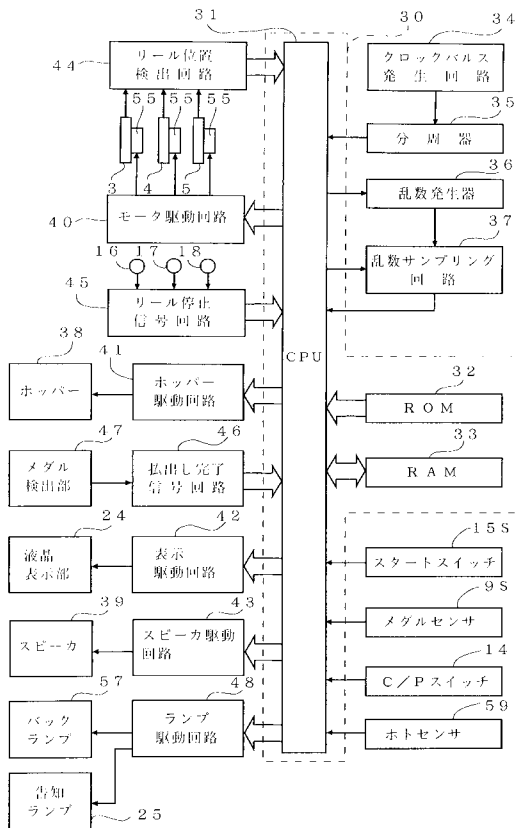 31
30
34
44
リール位置
検出回路
クロックパルス
発生回路
55
55
55
3
4
5
35
分周器
36
乱数発生器
37
40
モータ駆動回路
乱数サンプリング
回路
16
17
18
45
リール停止
信号回路
CPU
38
ホッパー
41
ホッパー
駆動回路
32
ROM
47
メダル
検出部
46
払出し完了
信号回路
33
RAM
24
液晶
表示部
42
表示
駆動回路
15S
スタートスイッチ
9S
メダルセンサ
39
スピーカ
43
スピーカ駆動
回路
14
C/Pスイッチ
57
バック
ランプ
48
ランプ
駆動回路
59
ホトセンサ
告知
ランプ
25